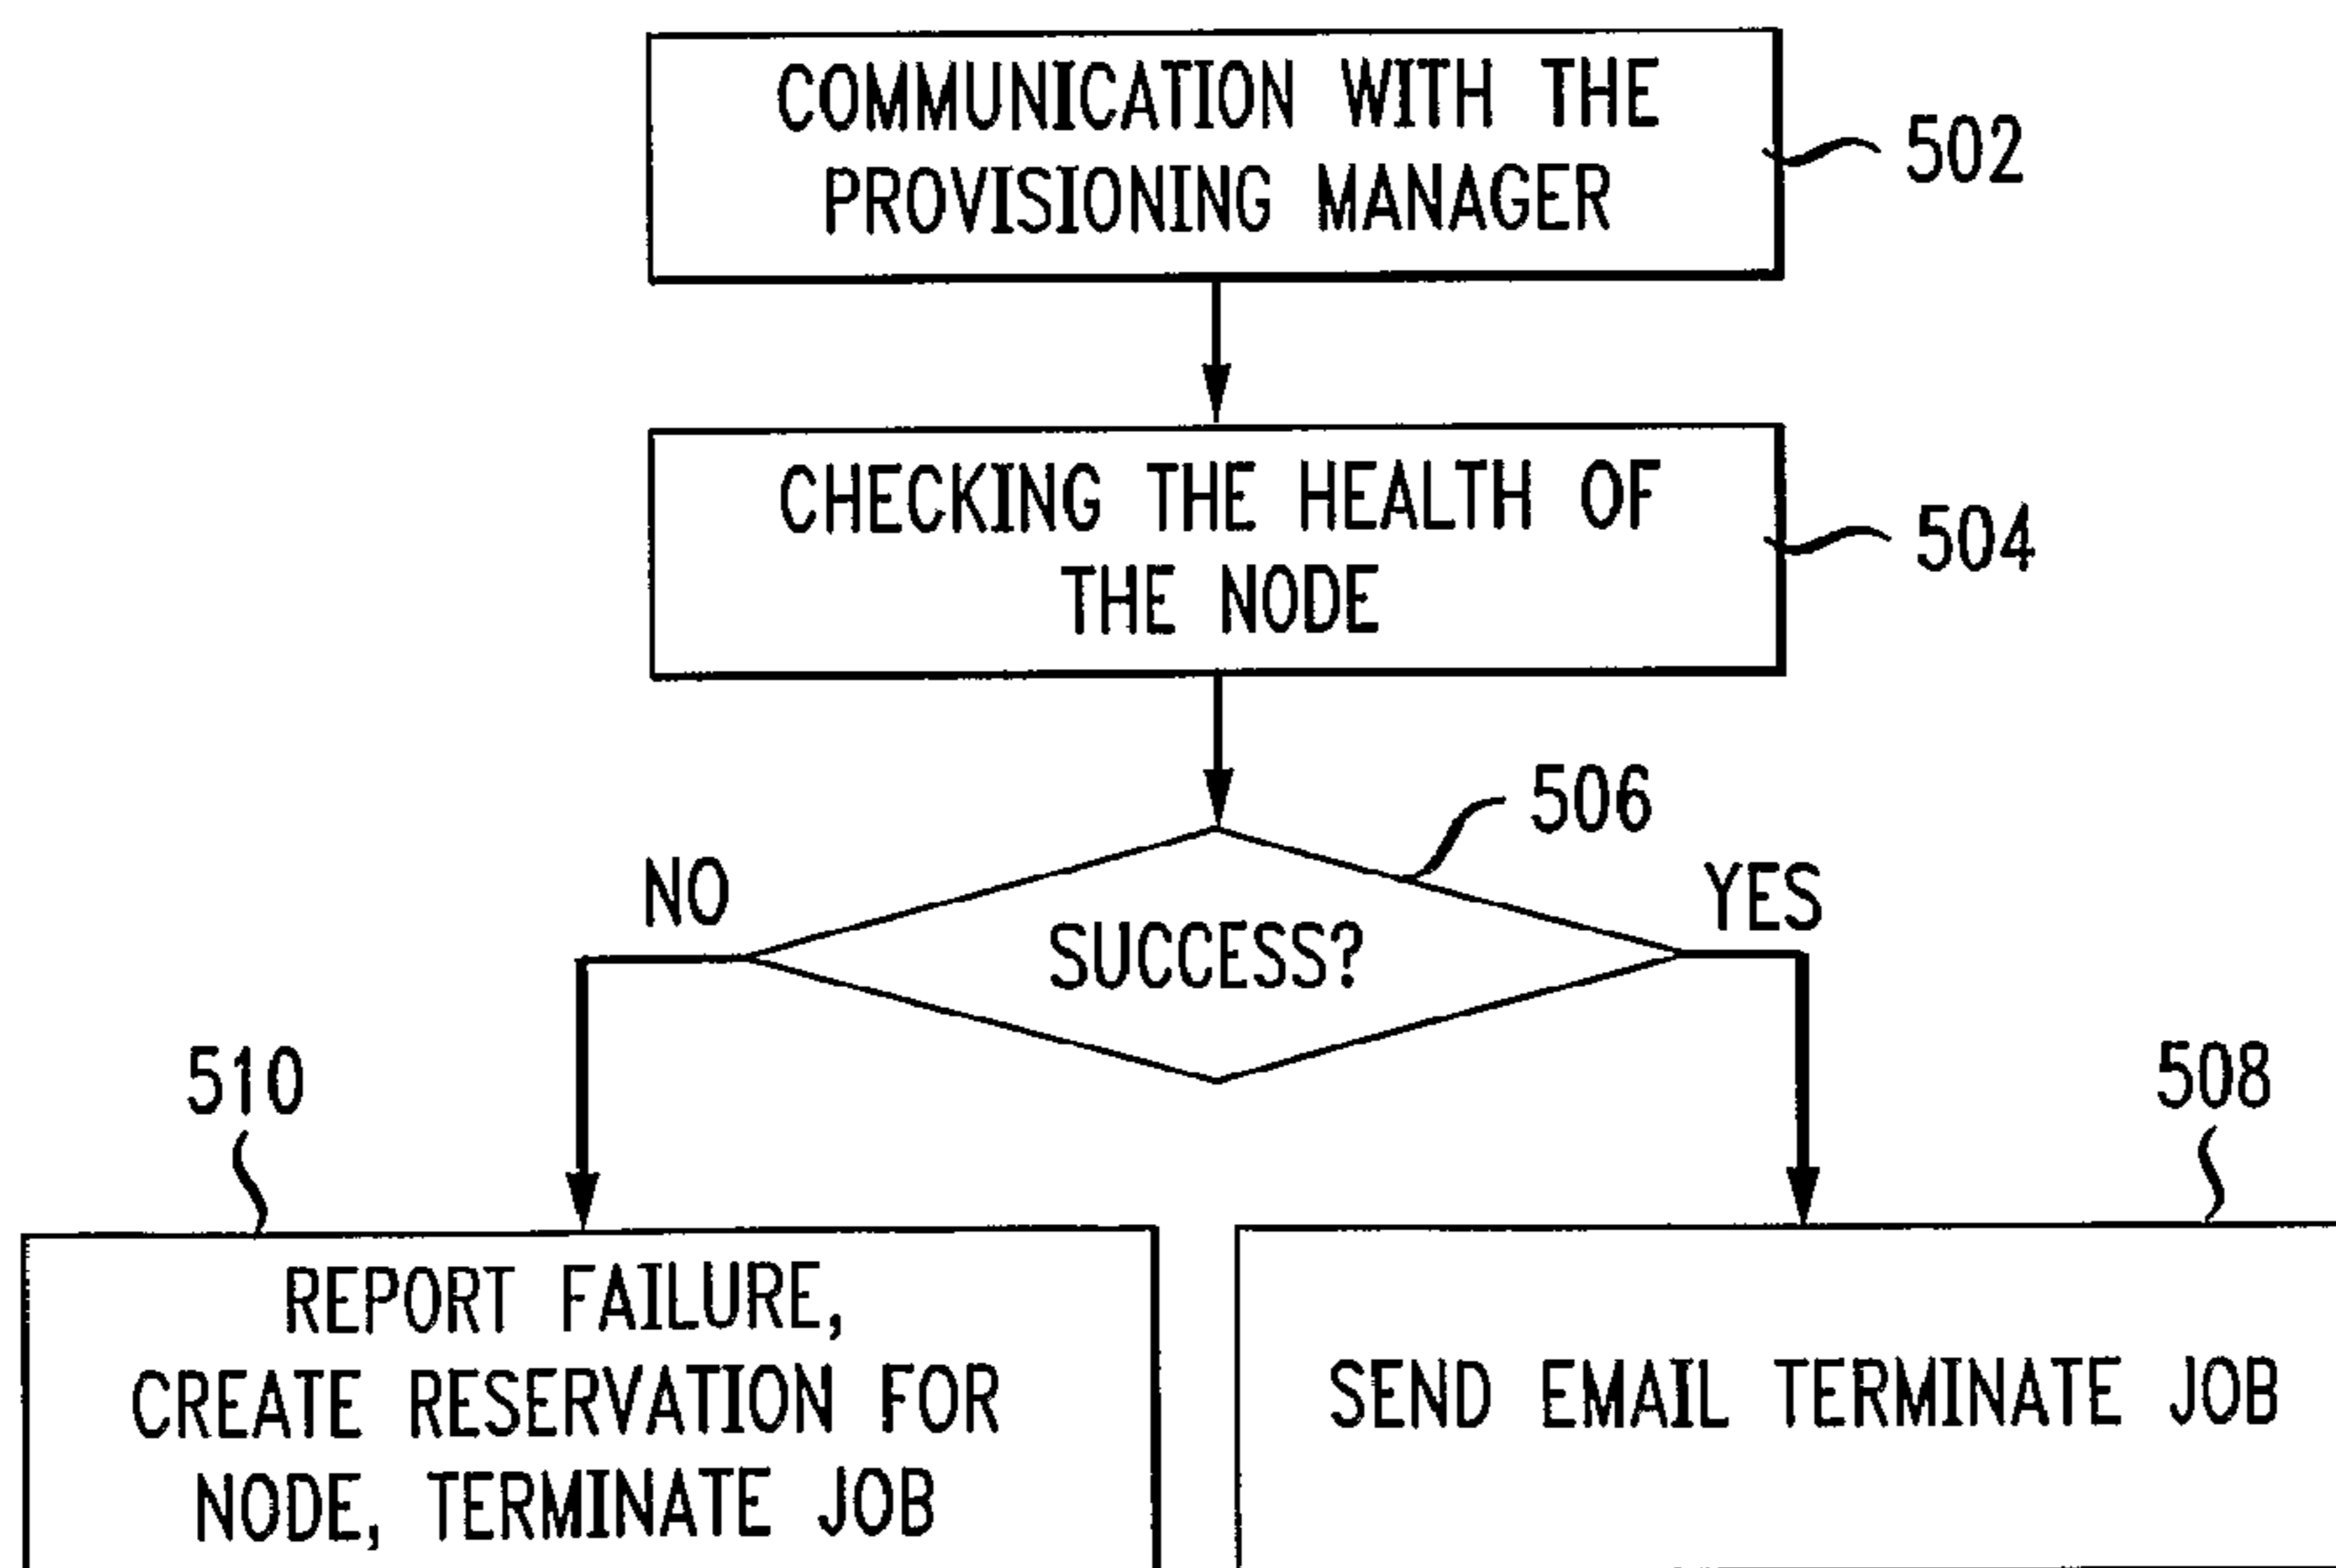 COMMUNICATION WITH THE
PROVISIONING MANAGER
502
CHECKING THE HEALTH OF
THE NODE
504
506
NO
YES
SUCCESS?
510
508
REPORT FAILURE,
CREATE RESERVATION FOR
NODE, TERMINATE JOB
SEND EMAIL TERMINATE JOB